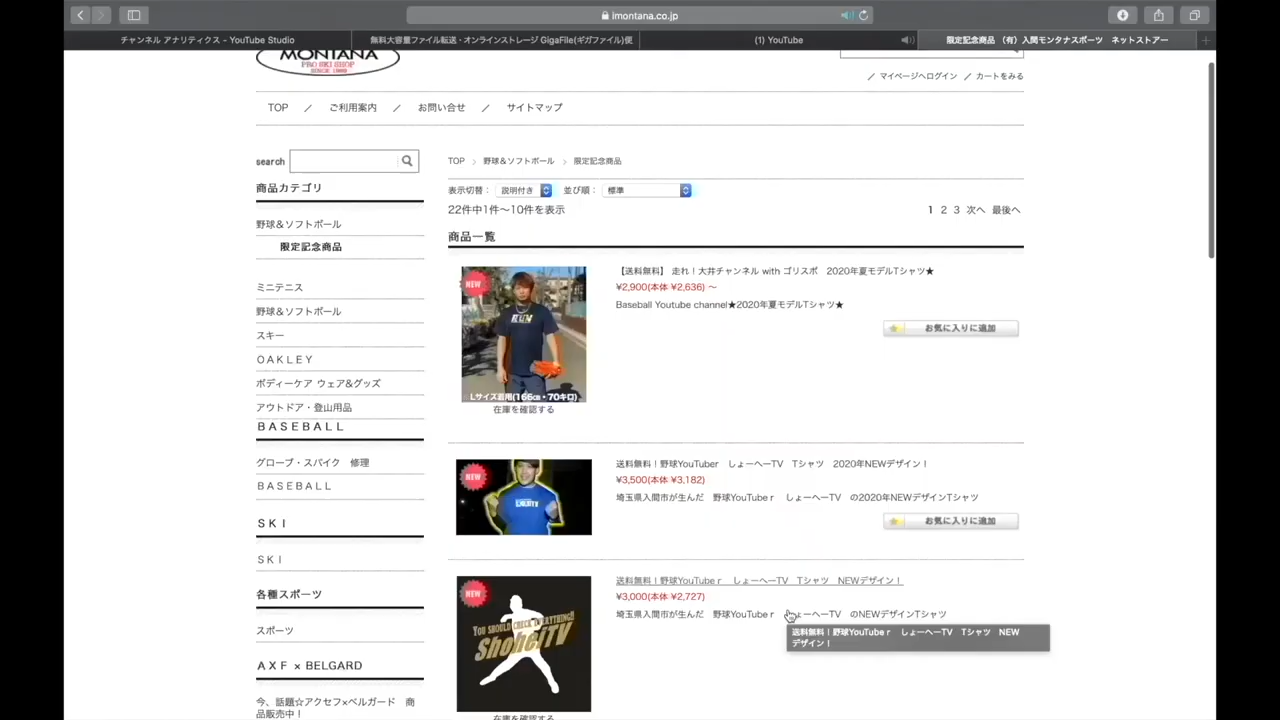 imontana.co.jp
チャンネル アナリティクス - YouTube Studio
無料大容量ファイル転送・オンラインストレージ GigaFile(ギガファイル)便
(1) YouTube
限定記念商品 （有）入間モンタナスポーツ ネットストアー
MONTANA
PRO SKI SHOP
／ マイページへログイン ／ カートをみる
TOP ／ ご利用案内 ／ お問い合せ ／ サイトマップ
search
TOP > 野球＆ソフトボール > 限定記念商品
商品カテゴリ
表示切替： 説明付き 並び順： 標準
22件中1件～10件を表示
1 2 3 次へ 最後へ
野球＆ソフトボール
限定記念商品
商品一覧
ミニテニス
野球＆ソフトボール
スキー
ＯＡＫＬＥＹ
ボディーケア ウェア&グッズ
アウトドア・登山用品
ＢＡＳＥＢＡＬＬ
グローブ・スパイク 修理
ＢＡＳＥＢＡＬＬ
ＳＫＩ
ＳＫＩ
各種スポーツ
スポーツ
ＡＸＦ × BELGARD
今、話題☆アクセフ×ベルガード 商
品販売中！
NEW
【送料無料】 走れ！大井チャンネル with ゴリスポ 2020年夏モデルTシャツ★
¥2,900(本体 ¥2,636) ～
Baseball Youtube channel★2020年夏モデルTシャツ★
お気に入りに追加
Lサイズ着用(166㎝・70キロ)
在庫を確認する
NEW
送料無料！野球YouTuber しょーへーTV Tシャツ 2020年NEWデザイン！
¥3,500(本体 ¥3,182)
埼玉県入間市が生んだ 野球YouTubeｒ しょーへーTV の2020年NEWデザインTシャツ
お気に入りに追加
NEW
YOU SHOULD CHECK EVERYTHING!!
ShoheiTV
送料無料！野球YouTubeｒ しょーへーTV Tシャツ NEWデザイン！
¥3,000(本体 ¥2,727)
埼玉県入間市が生んだ 野球YouTubeｒ しょーへーTV のNEWデザインTシャツ
送料無料！野球YouTubeｒ しょーへーTV Tシャツ NEW
デザイン！
在庫を確認する